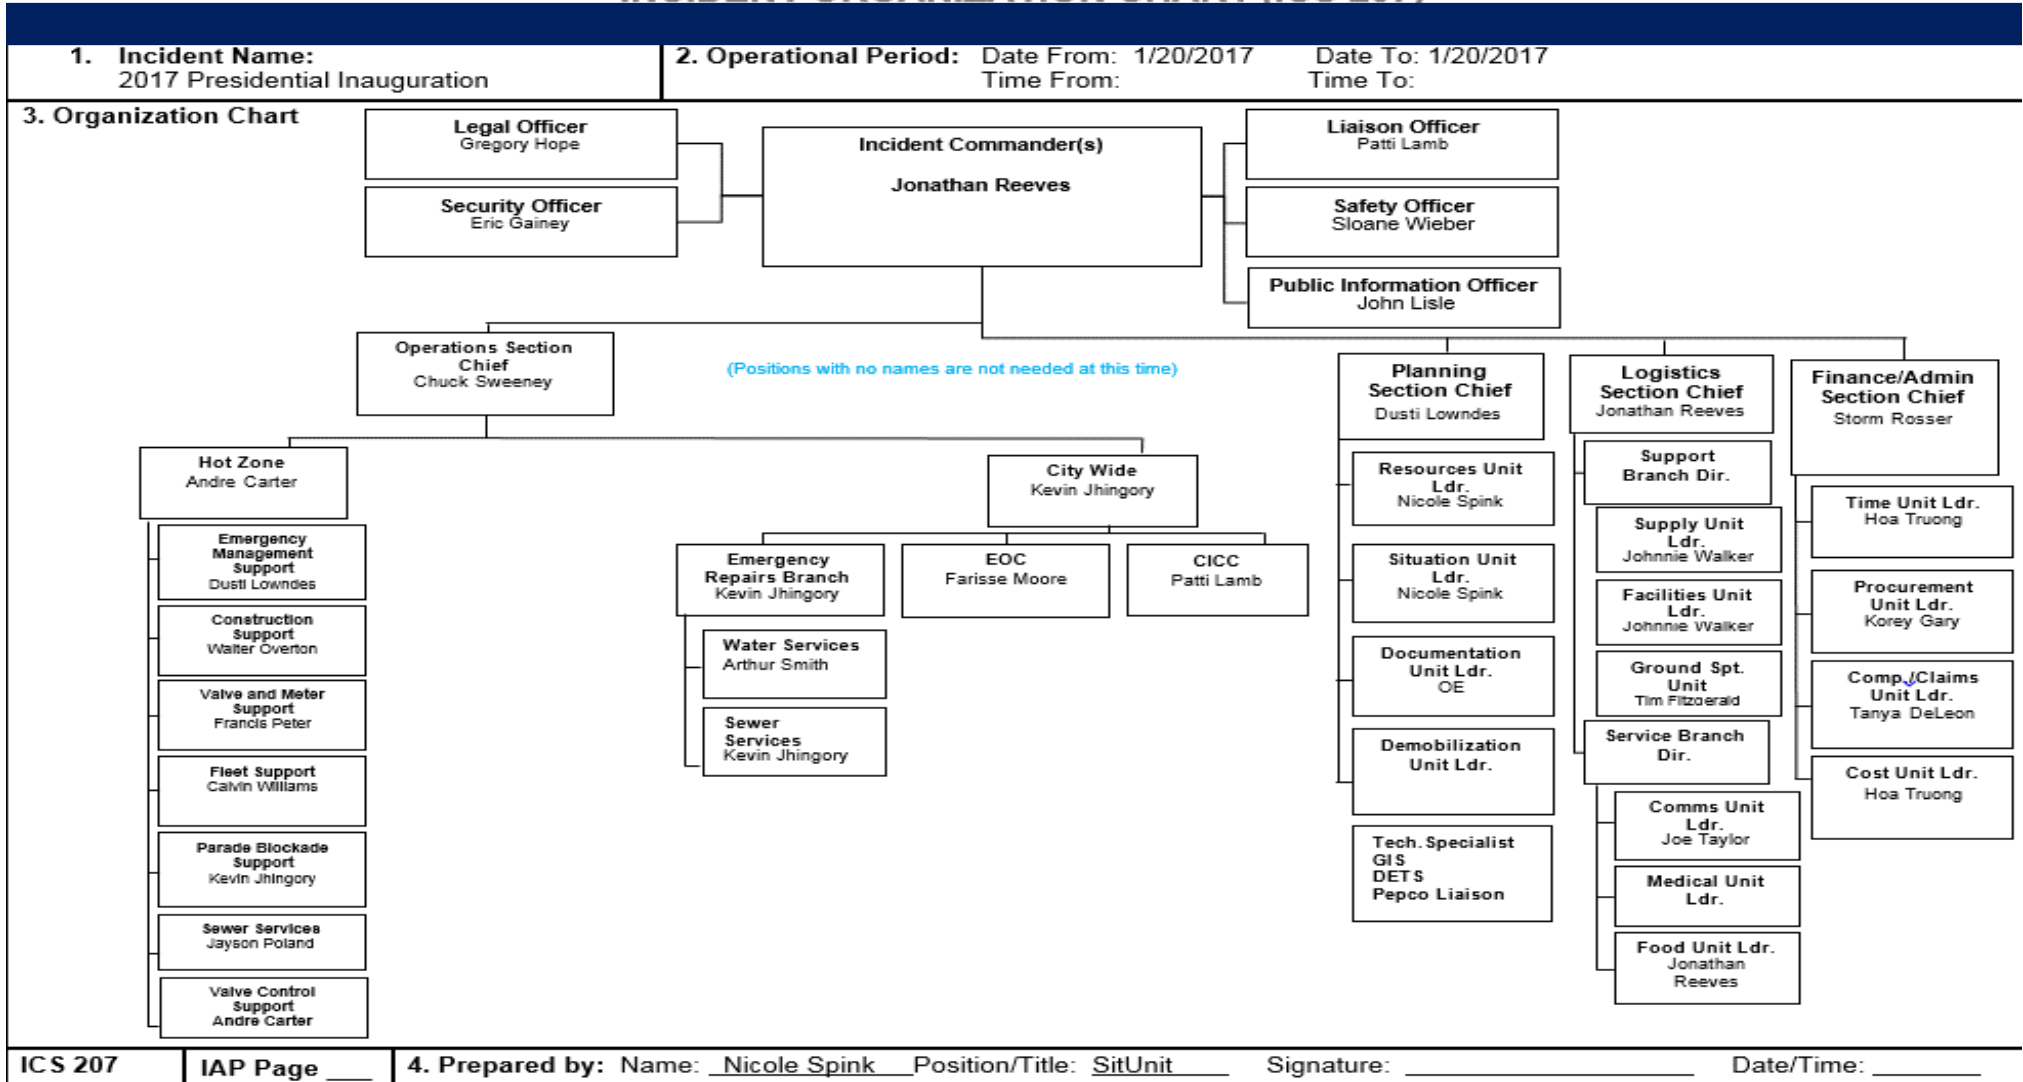 INCIDENT ORGANIZATION CHART (ICS 207)
1. Incident Name:
2017 Presidential Inauguration
2. Operational Period: Date From: 1/20/2017 Date To: 1/20/2017
Time From: Time To:
3. Organization Chart
Legal Officer
Gregory Hope
Security Officer
Eric Gainey
Incident Commander(s)
Jonathan Reeves
Liaison Officer
Patti Lamb
Safety Officer
Sloane Wieber
Public Information Officer
John Lisle
Operations Section
Chief
Chuck Sweeney
(Positions with no names are not needed at this time)
Planning
Section Chief
Dusti Lowndes
Logistics
Section Chief
Jonathan Reeves
Finance/Admin
Section Chief
Storm Rosser
Hot Zone
Andre Carter
Emergency
Management
Support
Dusti Lowndes
Construction
Support
Walter Overton
Valve and Meter
Support
Francis Peter
Fleet Support
Calvin Williams
Parade Blockade
Support
Kevin Jhingory
Sewer Services
Jayson Poland
Valve Control
Support
Andre Carter
City Wide
Kevin Jhingory
Emergency
Repairs Branch
Kevin Jhingory
EOC
Farisse Moore
CICC
Patti Lamb
Water Services
Arthur Smith
Sewer
Services
Kevin Jhingory
Resources Unit
Ldr.
Nicole Spink
Situation Unit
Ldr.
Nicole Spink
Documentation
Unit Ldr.
OE
Demobilization
Unit Ldr.
Tech. Specialist
GIS
DETS
Pepco Liaison
Support
Branch Dir.
Supply Unit
Ldr.
Johnnie Walker
Facilities Unit
Ldr.
Johnnie Walker
Ground Spt.
Unit
Tim Fitzgerald
Service Branch
Dir.
Comms Unit
Ldr.
Joe Taylor
Medical Unit
Ldr.
Food Unit Ldr.
Jonathan
Reeves
Time Unit Ldr.
Hoa Truong
Procurement
Unit Ldr.
Korey Gary
Comp./Claims
Unit Ldr.
Tanya DeLeon
Cost Unit Ldr.
Hoa Truong
ICS 207 IAP Page ___ 4. Prepared by: Name: Nicole Spink Position/Title: SitUnit Signature: ___ Date/Time: ___